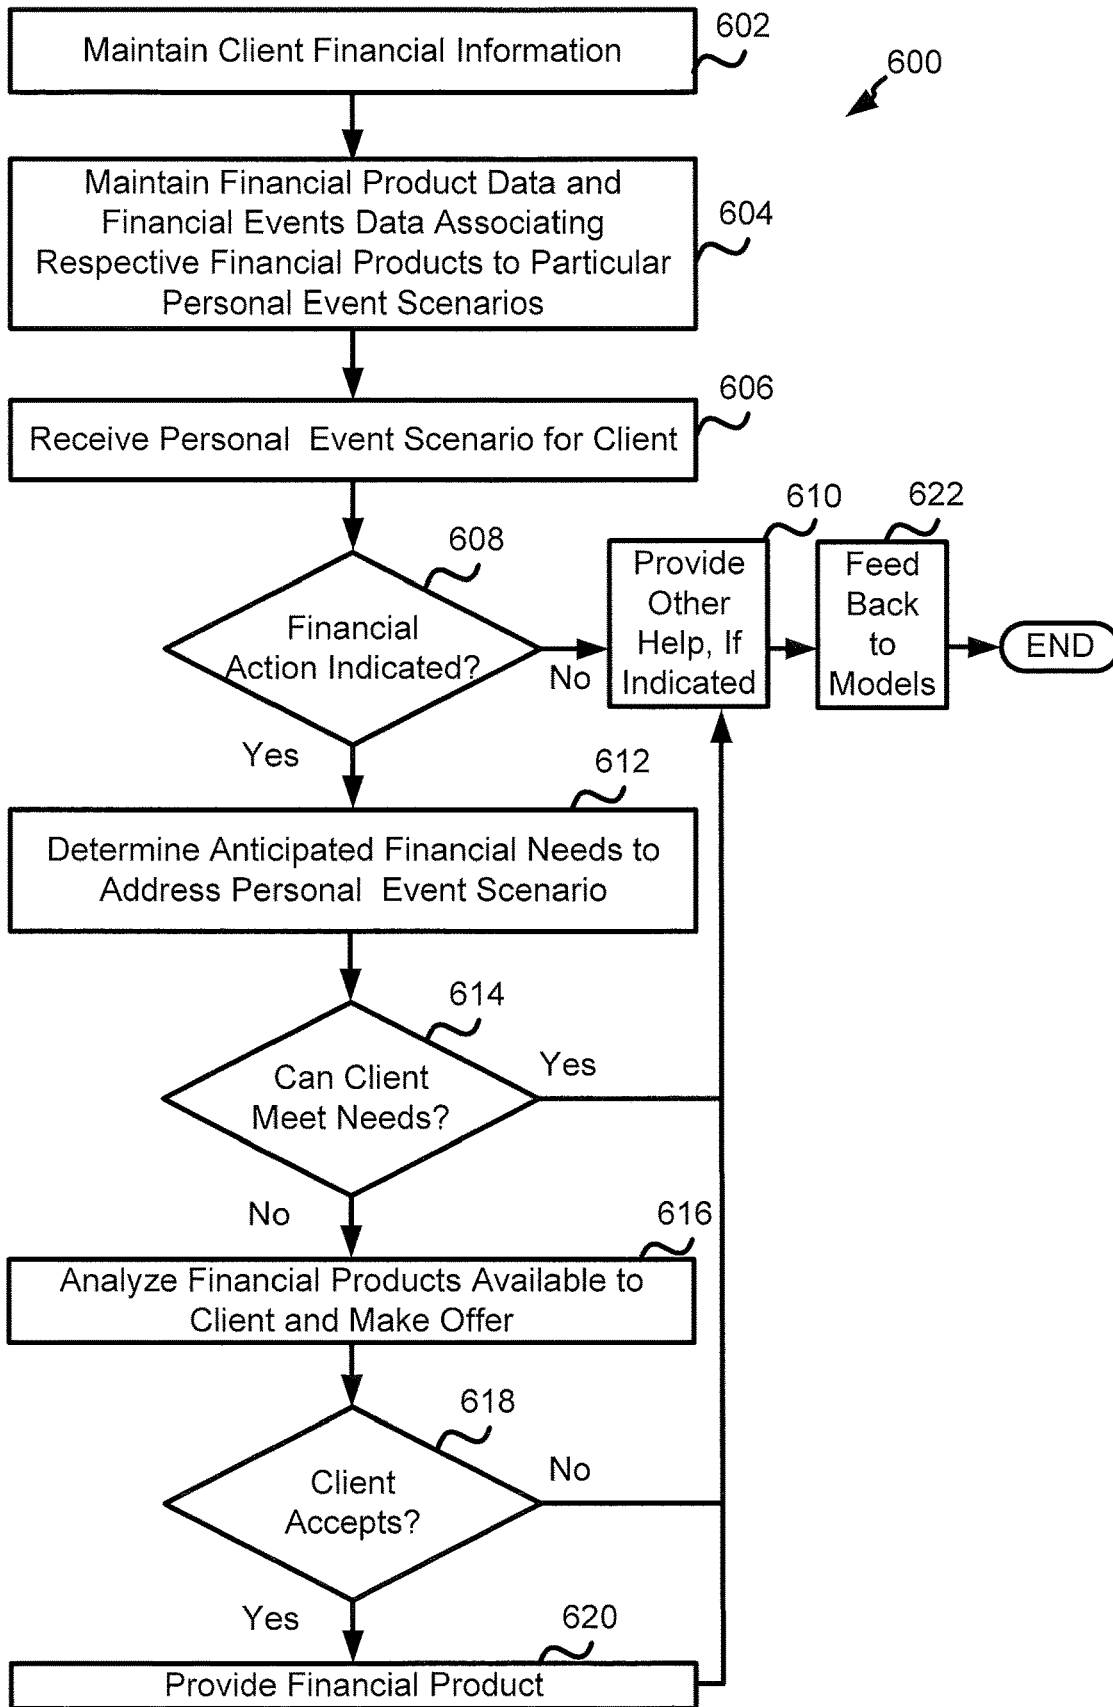 602
Maintain Client Financial Information
600
Maintain Financial Product Data and
Financial Events Data Associating
Respective Financial Products to Particular
Personal Event Scenarios
604
606
Receive Personal  Event Scenario for Client
608
Financial
Action Indicated?
No
610
Provide
Other
Help, If
Indicated
622
Feed
Back
to
Models
END
Yes
612
Determine Anticipated Financial Needs to
Address Personal  Event Scenario
614
Can Client
Meet Needs?
Yes
No
616
Analyze Financial Products Available to
Client and Make Offer
618
Client
Accepts?
No
Yes
620
Provide Financial Product